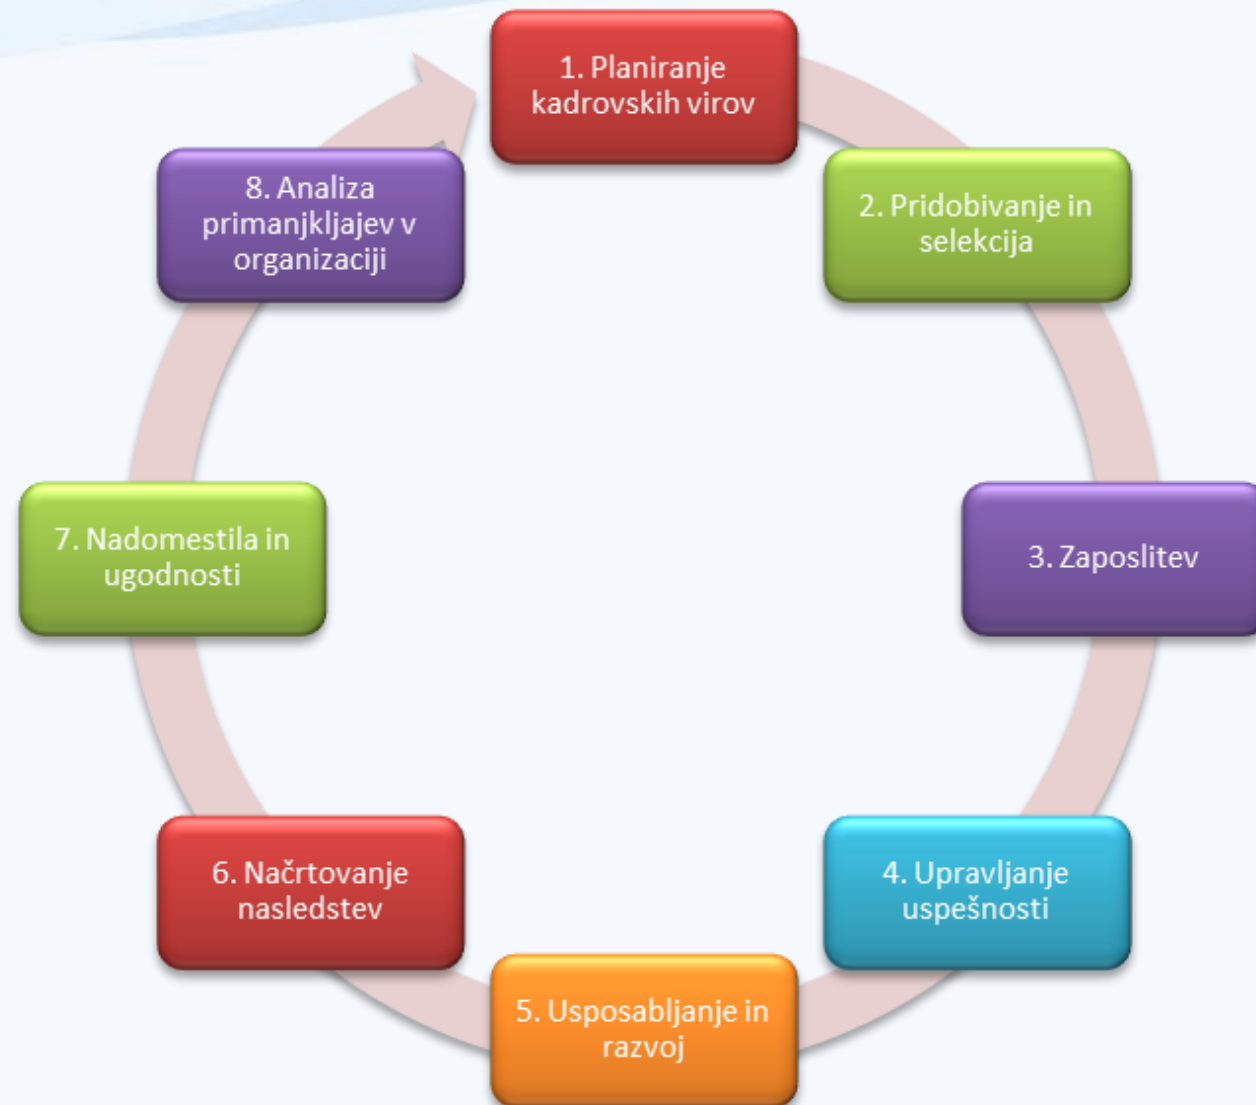 1. Planiranje
kadrovskih virov
2. Pridobivanje in
selekcija
3. Zaposlitev
4. Upravljanje
uspešnosti
5. Usposabljanje in
razvoj
6. Načrtovanje
nasledstev
7. Nadomestila in
ugodnosti
8. Analiza
primanjkljajev v
organizaciji